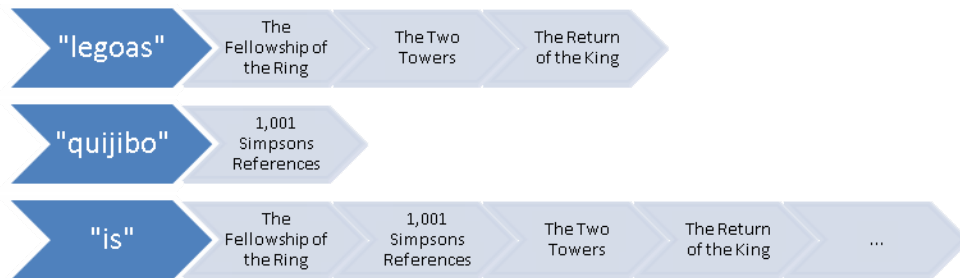 "legoas"
The
Fellowship of
the Ring
The Two
Towers
The Return
of the King
"quijibo"
1,001
Simpsons
References
"is"
The
Fellowship of
the Ring
1,001
Simpsons
References
The Two
Towers
The Return
of the King
...